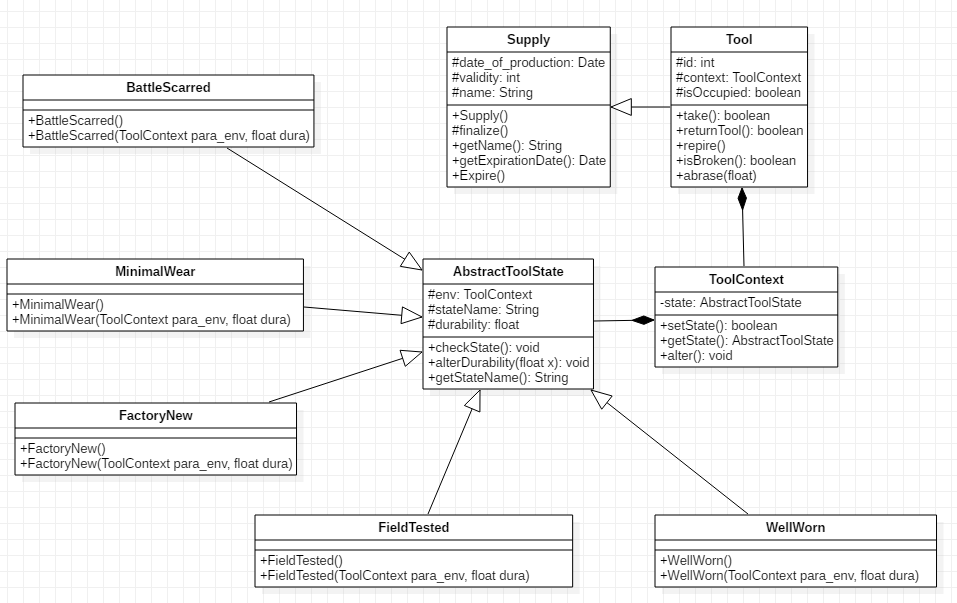 Supply
#date_of_production: Date
#validity: int
#name: String
+Supply()
#finalize()
+getName(): String
+getExpirationDate(): Date
+Expire()
Tool
#id: int
#context: ToolContext
#isOccupied: boolean
+take(): boolean
+returnTool(): boolean
+repire()
+isBroken(): boolean
+abrase(float)
BattleScarred
+BattleScarred()
+BattleScarred(ToolContext para_env, float dura)
MinimalWear
+MinimalWear()
+MinimalWear(ToolContext para_env, float dura)
AbstractToolState
#env: ToolContext
#stateName: String
#durability: float
+checkState(): void
+alterDurability(float x): void
+getStateName(): String
ToolContext
-state: AbstractToolState
+setState(): boolean
+getState(): AbstractToolState
+alter(): void
FactoryNew
+FactoryNew()
+FactoryNew(ToolContext para_env, float dura)
FieldTested
+FieldTested()
+FieldTested(ToolContext para_env, float dura)
WellWorn
+WellWorn()
+WellWorn(ToolContext para_env, float dura)